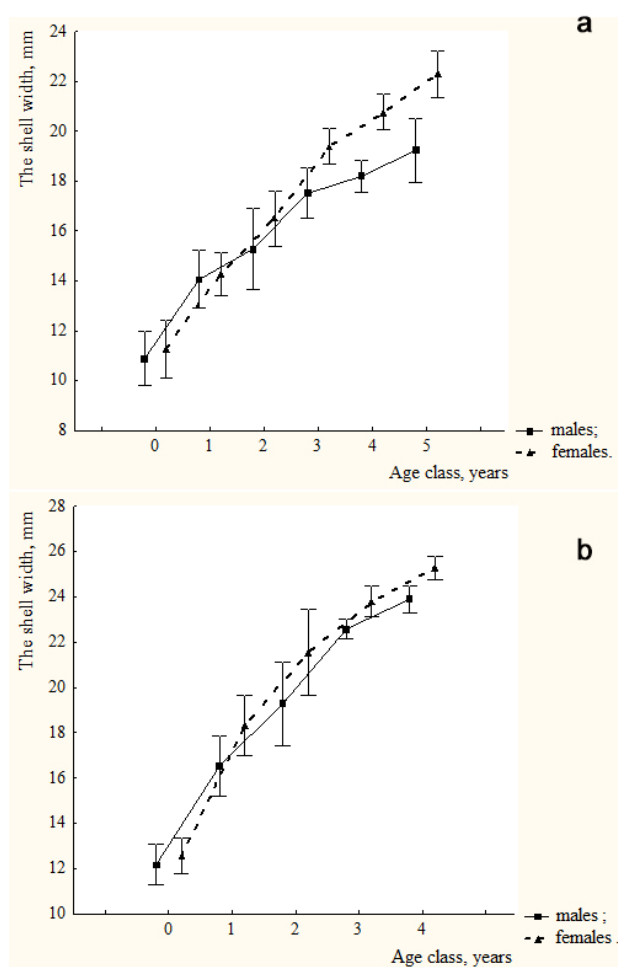 a
The shell width, mm
24
22
20
18
16
14
12
10
8
0 1 2 3 4 5
Age class, years
males;
females.
b
The shell width, mm
28
26
24
22
20
18
16
14
12
10
0 1 2 3 4
Age class, years
males ;
females .